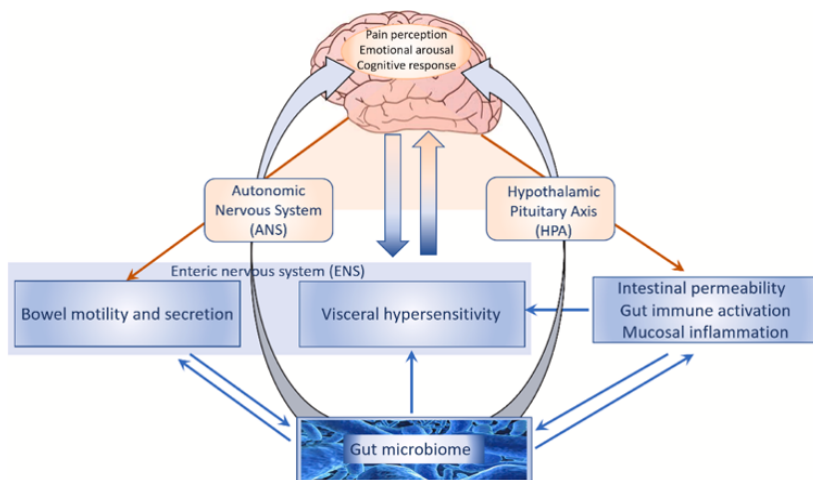 Pain perception
Emotional arousal
Cognitive response
Autonomic
Nervous System
(ANS)
Hypothalamic
Pituitary Axis
(HPA)
Enteric nervous system (ENS)
Bowel motility and secretion
Visceral hypersensitivity
Intestinal permeability
Gut immune activation
Mucosal inflammation
Gut microbiome